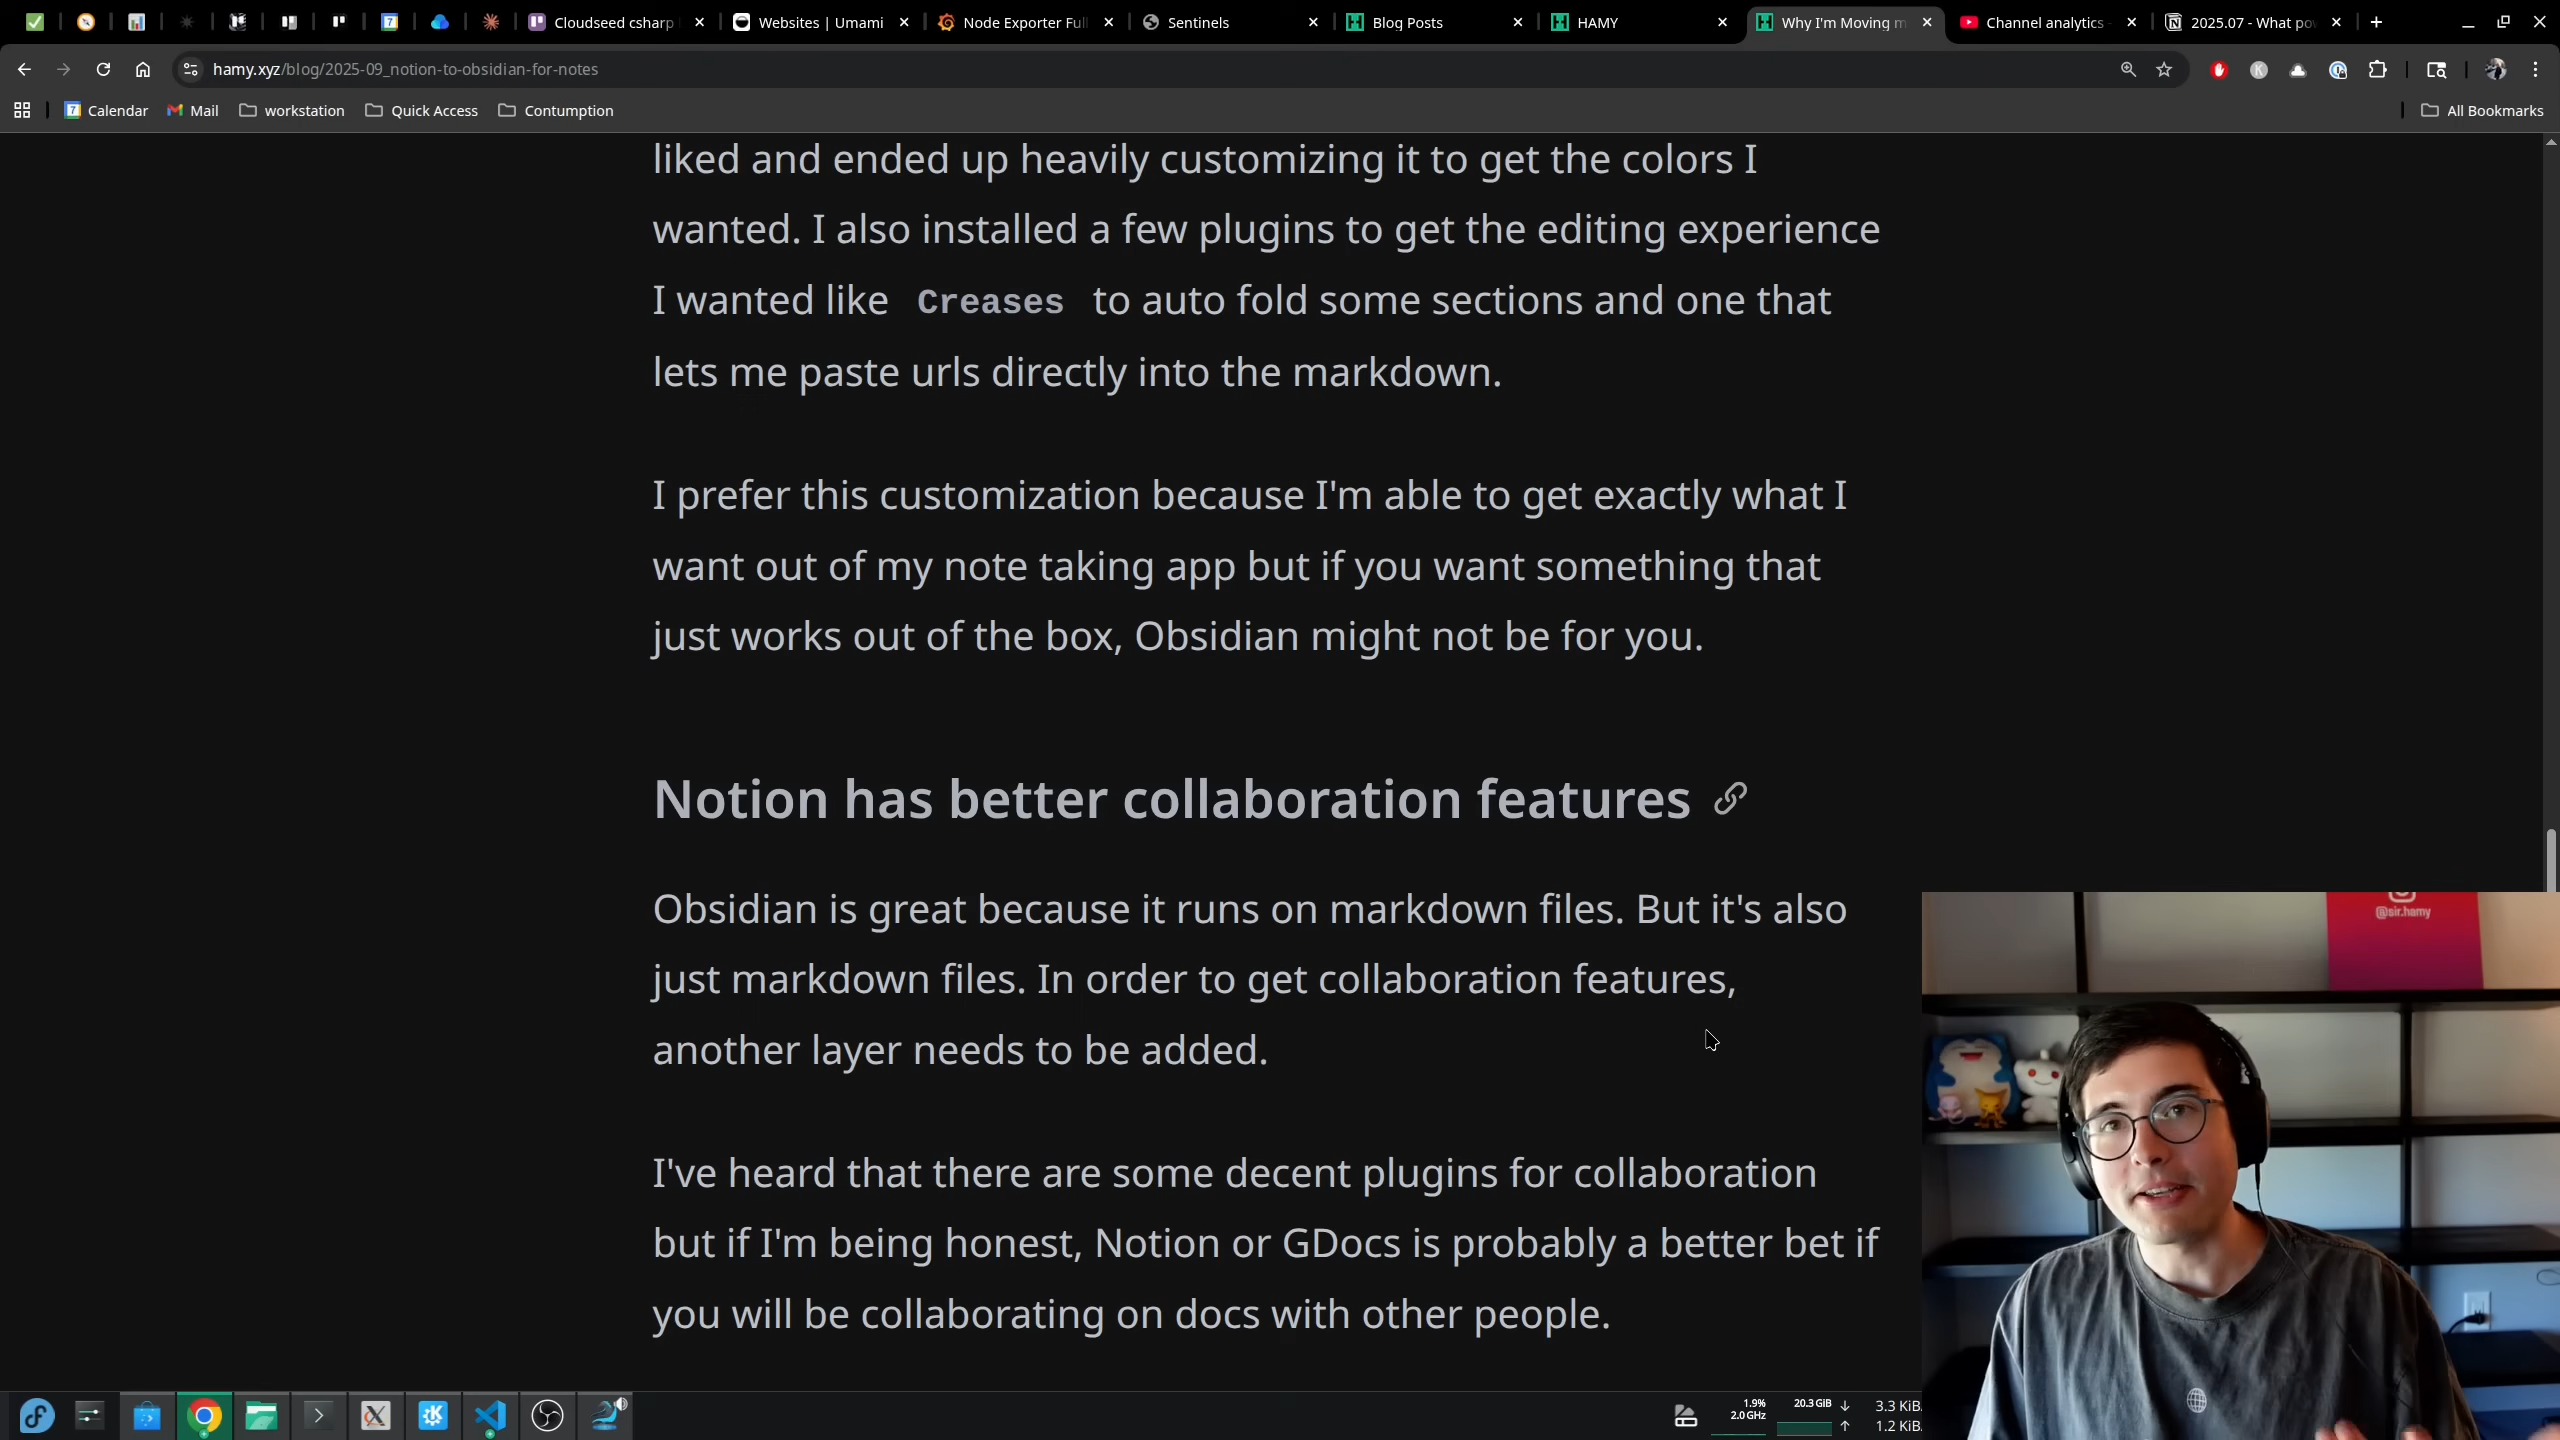 Cloudseed csharp
Websites | Umami
Node Exporter Full
Sentinels
Blog Posts
HAMY
Why I'm Moving m
Channel analytics -
2025.07 - What po
hamy.xyz/blog/2025-09_notion-to-obsidian-for-notes
Calendar
Mail
workstation
Quick Access
Contumption
All Bookmarks
liked and ended up heavily customizing it to get the colors I
wanted. I also installed a few plugins to get the editing experience
I wanted like Creases to auto fold some sections and one that
lets me paste urls directly into the markdown.
I prefer this customization because I'm able to get exactly what I
want out of my note taking app but if you want something that
just works out of the box, Obsidian might not be for you.
Notion has better collaboration features
Obsidian is great because it runs on markdown files. But it's also
just markdown files. In order to get collaboration features,
another layer needs to be added.
I've heard that there are some decent plugins for collaboration
but if I'm being honest, Notion or GDocs is probably a better bet if
you will be collaborating on docs with other people.
@sir.hamy
1.9%
2.0 GHz
20.3 GiB
3.3 KiB/
1.2 KiB/